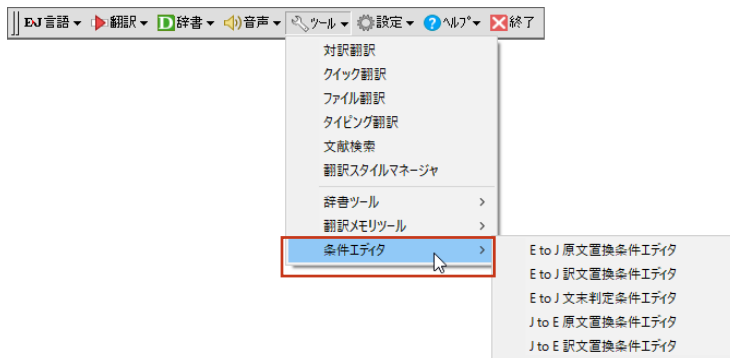 E›J 言語 翻訳 D 辞書 音声 ツール 設定 ? ヘルプ 終了
対訳翻訳
クイック翻訳
ファイル翻訳
タイピング翻訳
文献検索
翻訳スタイルマネージャ
辞書ツール
翻訳メモリツール
条件エディタ
E to J 原文置換条件エディタ
E to J 訳文置換条件エディタ
E to J 文末判定条件エディタ
J to E 原文置換条件エディタ
J to E 訳文置換条件エディタ